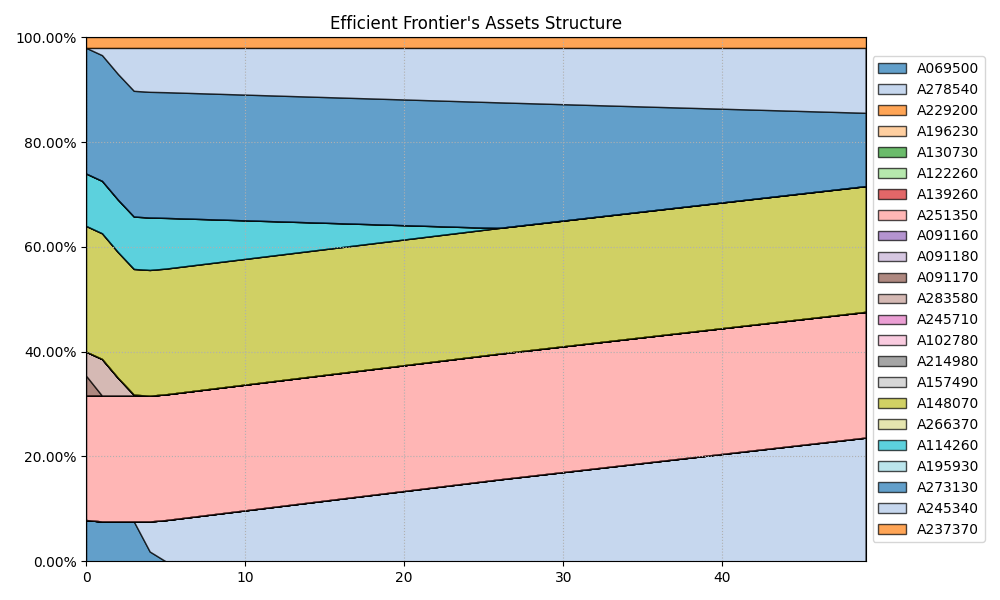 Efficient Frontier's Assets Structure
100.00%
80.00%
60.00%
40.00%
20.00%
0.00%
0
10
20
30
40
A069500
A278540
A229200
A196230
A130730
A122260
A139260
A251350
A091160
A091180
A091170
A283580
A245710
A102780
A214980
A157490
A148070
A266370
A114260
A195930
A273130
A245340
A237370